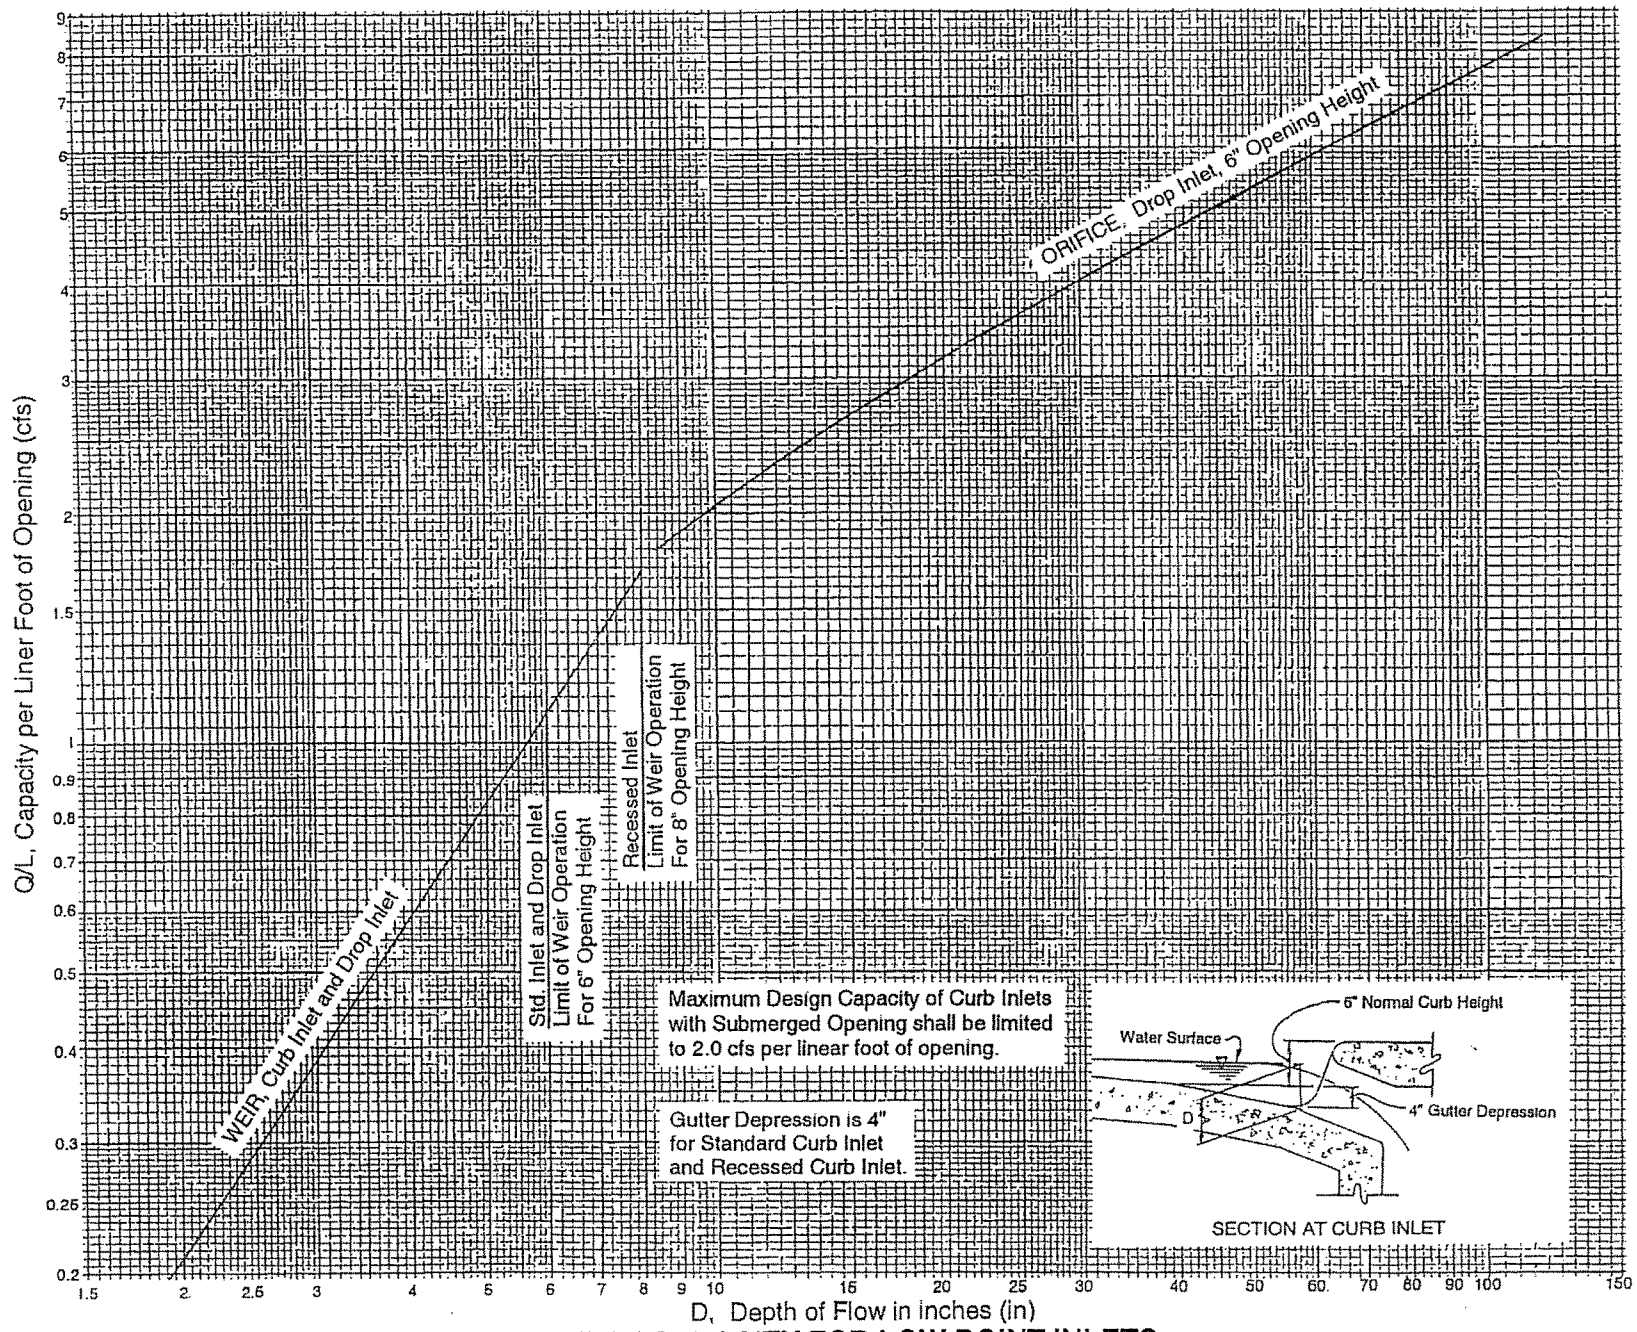 9
8
7
6
5
4
3
2
1.5
1
0.9
0.8
0.7
0.6
0.5
0.4
0.3
0.25
0.2
Q/L, Capacity per Liner Foot of Opening (cfs)
1.5 2. 2.5 3 4 5 6 7 8 9 10 15 20 25 30 40 50 60. 70 80 90 100 150
D, Depth of Flow in inches (in)
ORIFICE, Drop Inlet, 6" Opening Height
WEIR, Curb Inlet and Drop Inlet
Std. Inlet and Drop Inlet
Limit of Weir Operation
For 6" Opening Height
Recessed Inlet
Limit of Weir Operation
For 8" Opening Height
Maximum Design Capacity of Curb Inlets
with Submerged Opening shall be limited
to 2.0 cfs per linear foot of opening.
Gutter Depression is 4"
for Standard Curb Inlet
and Recessed Curb Inlet.
6" Normal Curb Height
Water Surface
D
4" Gutter Depression
SECTION AT CURB INLET